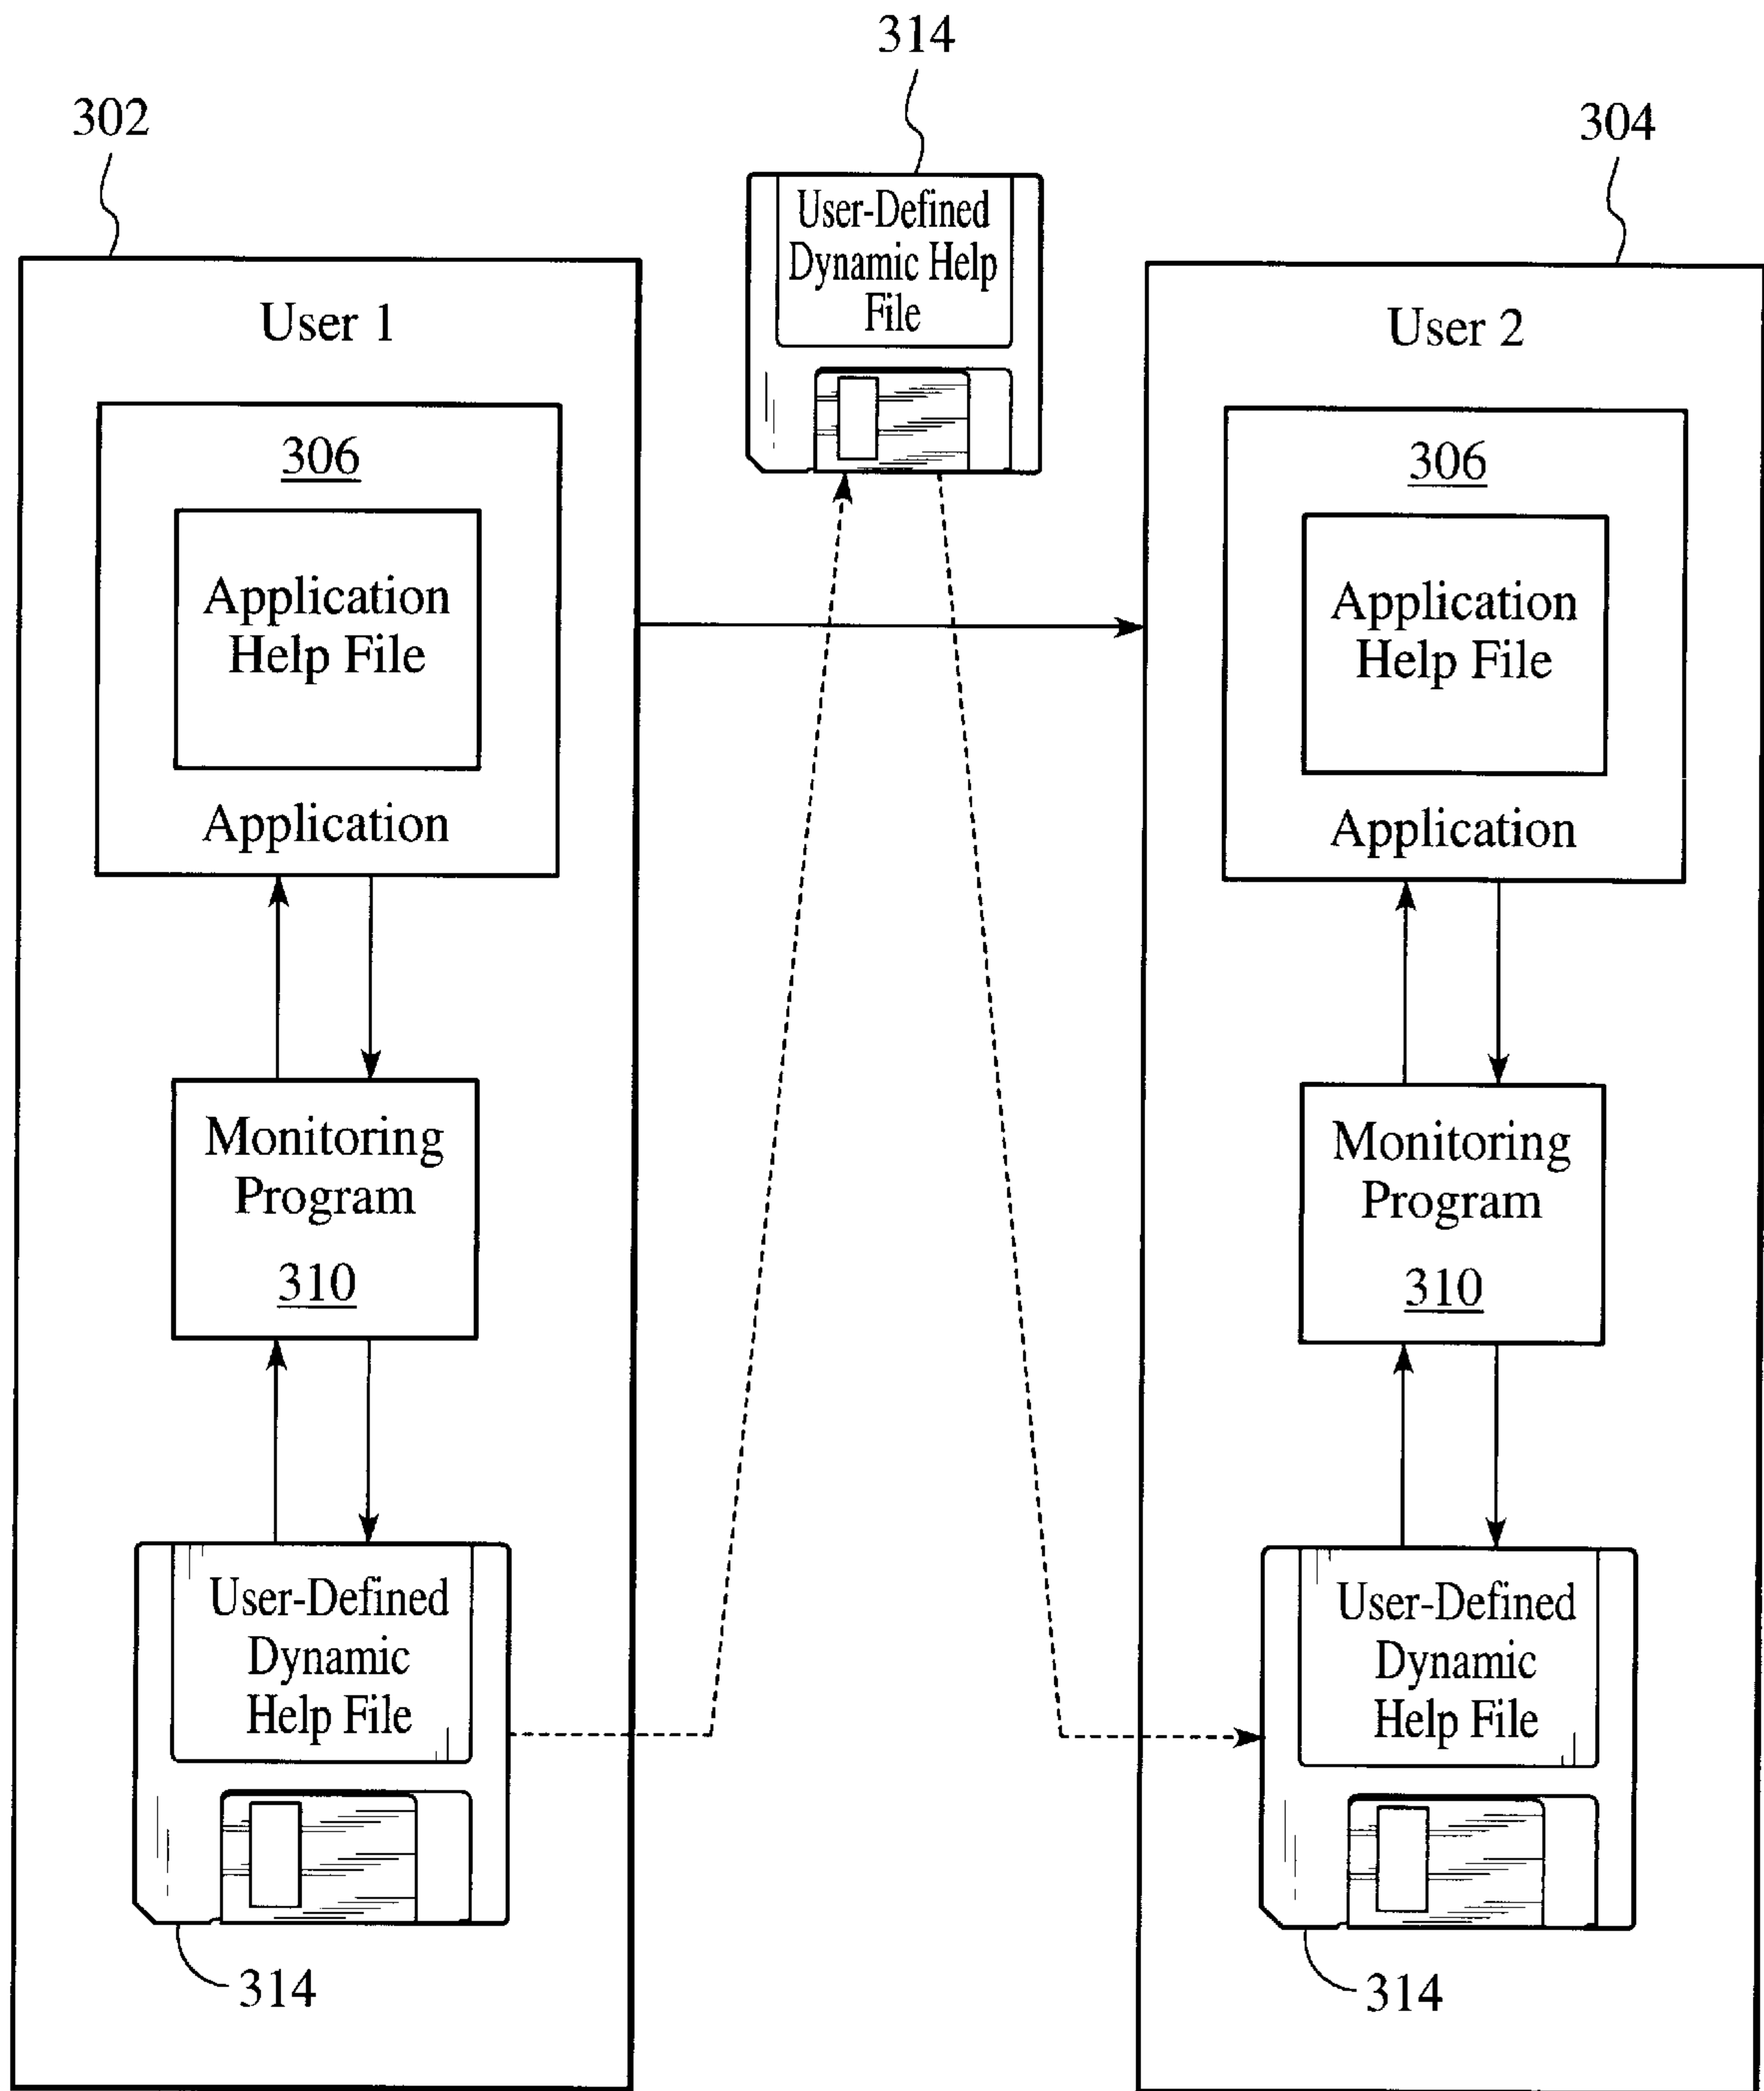 314
302
304
User-Defined
Dynamic Help
File
User 1
306
Application
Help File
Application
Monitoring
Program
310
User-Defined
Dynamic
Help File
314
User 2
306
Application
Help File
Application
Monitoring
Program
310
User-Defined
Dynamic
Help File
314